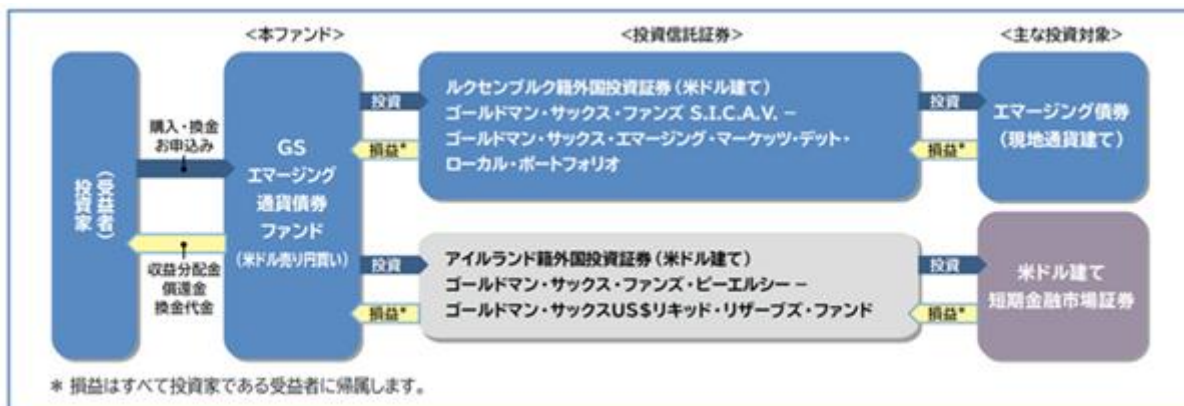 <本ファンド>
<投資信託証券>
<主な投資対象>
投資家
(受益者)
購入・換金
お申込み
収益分配金
償還金
換金代金
GS
エマージング
通貨債券
ファンド
(米ドル売り円買い)
投資
損益*
ルクセンブルク籍外国投資証券(米ドル建て)
ゴールドマン・サックス・ファンズ S.I.C.A.V. −
ゴールドマン・サックス・エマージング・マーケッツ・デット・
ローカル・ポートフォリオ
投資
損益*
エマージング債券
(現地通貨建て)
投資
損益*
アイルランド籍外国投資証券(米ドル建て)
ゴールドマン・サックス・ファンズ・ピーエルシー −
ゴールドマン・サックスUS$リキッド・リザーブズ・ファンド
投資
損益*
米ドル建て
短期金融市場証券
* 損益はすべて投資家である受益者に帰属します。